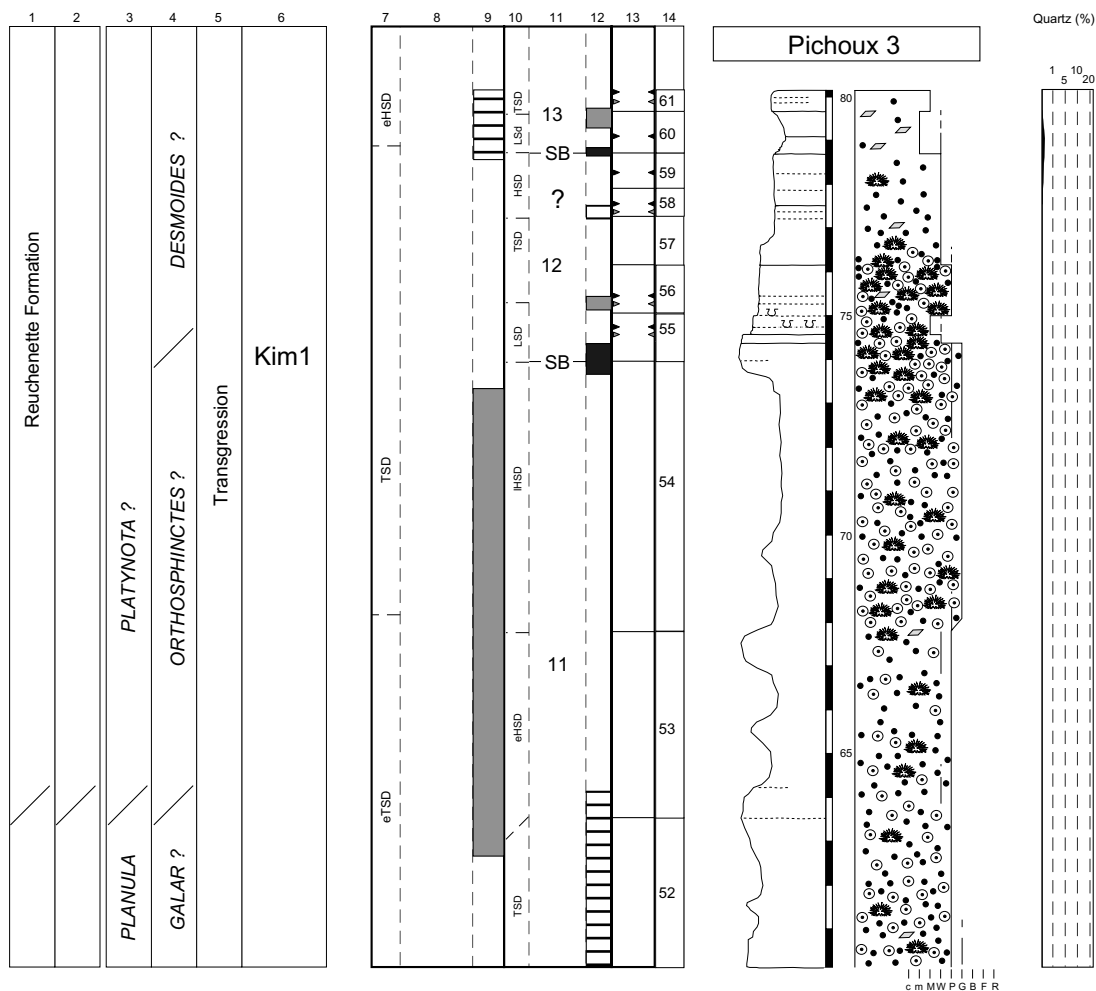 1 2 3 4 5 6 7 8 9 10 11 12 13 14
Pichoux 3
Quartz (%)
1 5 10 20
Reuchenette Formation
PLANULA
PLATYNOTA ?
GALAR ?
ORTHOSPHINCTES ?
DESMOIDES ?
Transgression
Kim1
eTSD
TSD
eHSD
TSD
eHSD
lHSD
LSD
TSD
HSD
LSd
TSD
13
SB
?
12
SB
11
61
60
59
58
57
56
55
54
53
52
80
75
70
65
c m M W P G B F R